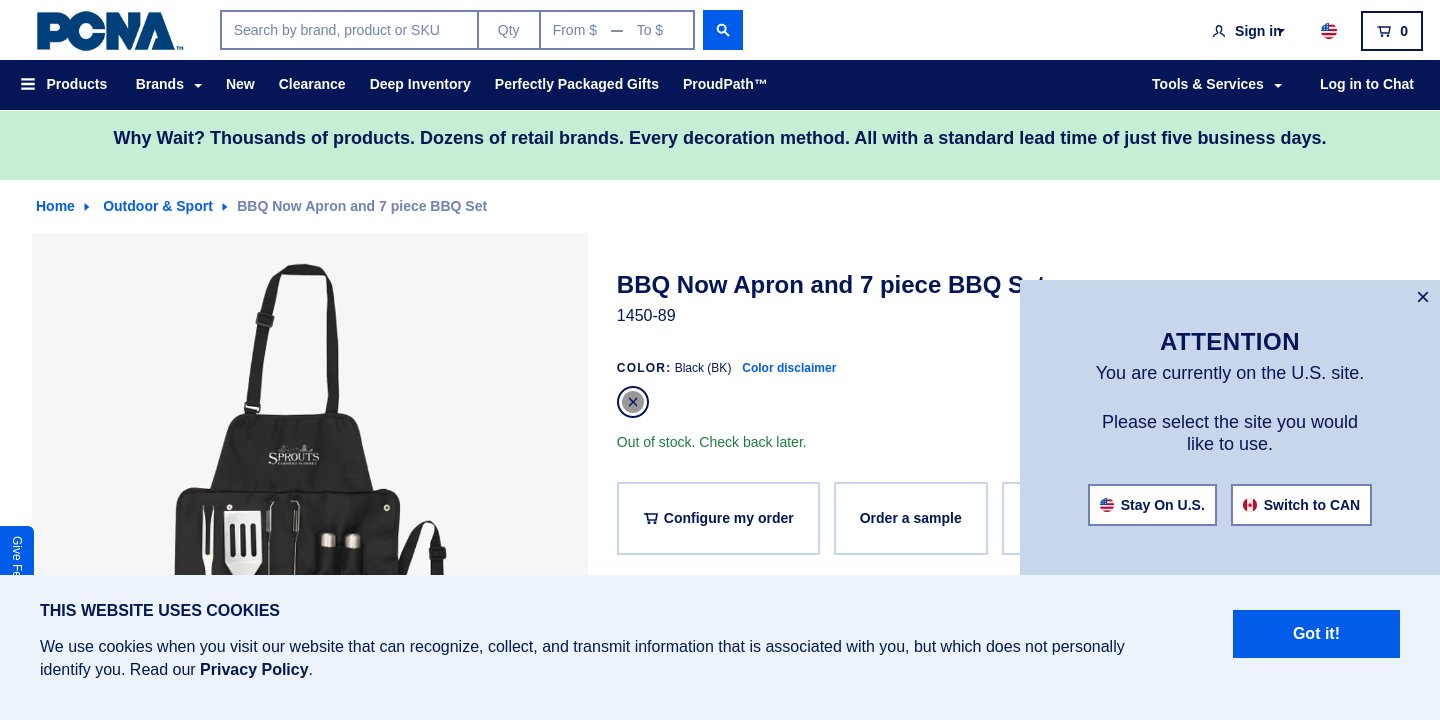 PCNA™
Search by brand, product or SKU
Qty
From $ — To $
Sign in
0
Products
Brands
New
Clearance
Deep Inventory
Perfectly Packaged Gifts
ProudPath™
Tools & Services
Log in to Chat
Why Wait? Thousands of products. Dozens of retail brands. Every decoration method. All with a standard lead time of just five business days.
Home
Outdoor & Sport
BBQ Now Apron and 7 piece BBQ Set
BBQ Now Apron and 7 piece BBQ Set
1450-89
COLOR: Black (BK) Color disclaimer
Out of stock. Check back later.
Configure my order
Order a sample
SPROUTS
FARMERS MARKET
Give Fe
×
ATTENTION
You are currently on the U.S. site.
Please select the site you would
like to use.
Stay On U.S.
Switch to CAN
THIS WEBSITE USES COOKIES
We use cookies when you visit our website that can recognize, collect, and transmit information that is associated with you, but which does not personally
identify you. Read our Privacy Policy.
Got it!